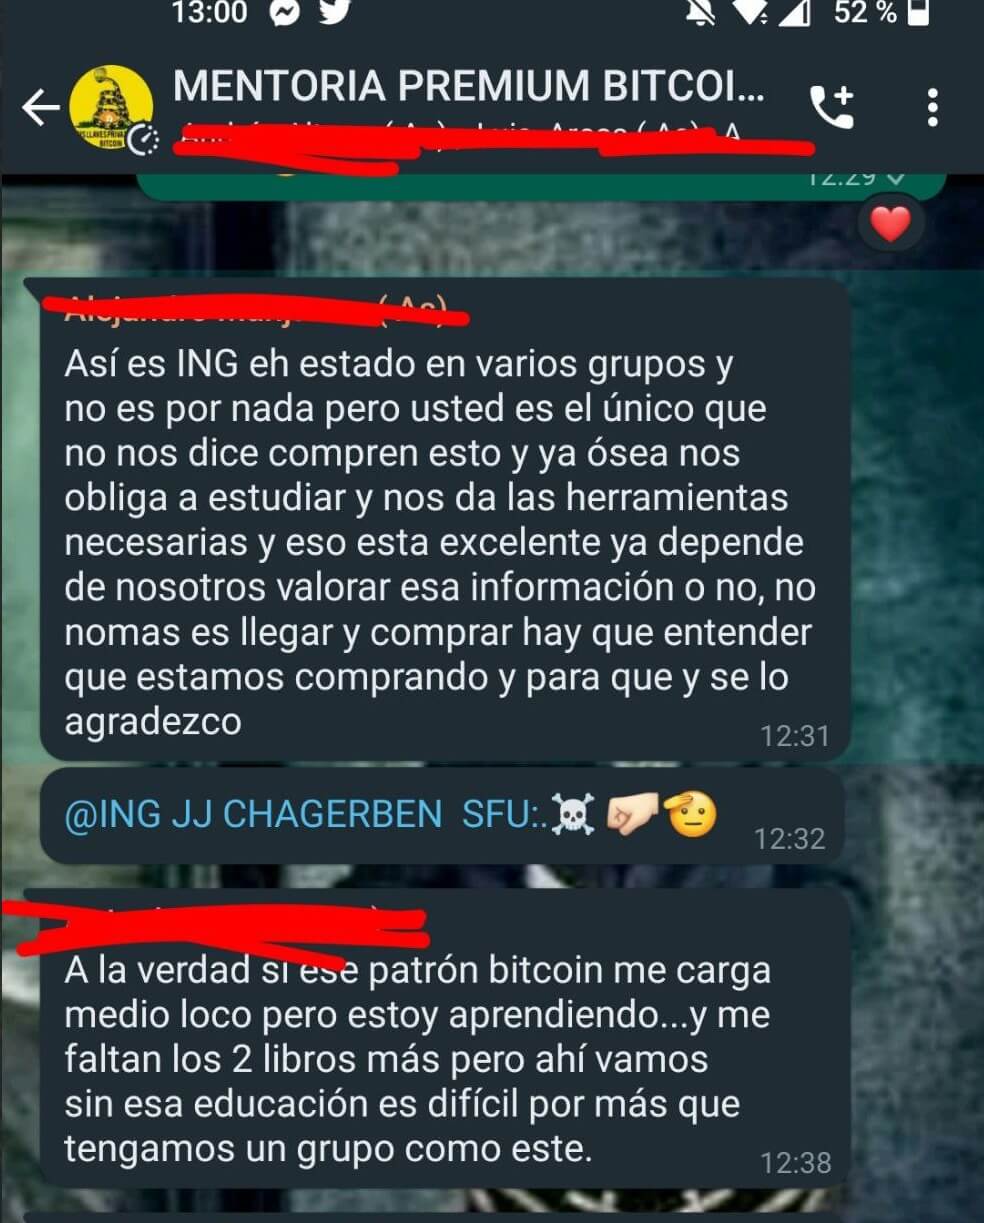 13:00
52 %
MENTORIA PREMIUM BITCOI...
12:29
Así es ING eh estado en varios grupos y
no es por nada pero usted es el único que
no nos dice compren esto y ya ósea nos
obliga a estudiar y nos da las herramientas
necesarias y eso esta excelente ya depende
de nosotros valorar esa información o no, no
nomas es llegar y comprar hay que entender
que estamos comprando y para que y se lo
agradezco
12:31
@ING JJ CHAGERBEN SFU:.☠️🤛🏻🫡
12:32
A la verdad si ese patrón bitcoin me carga
medio loco pero estoy aprendiendo...y me
faltan los 2 libros más pero ahí vamos
sin esa educación es difícil por más que
tengamos un grupo como este.
12:38